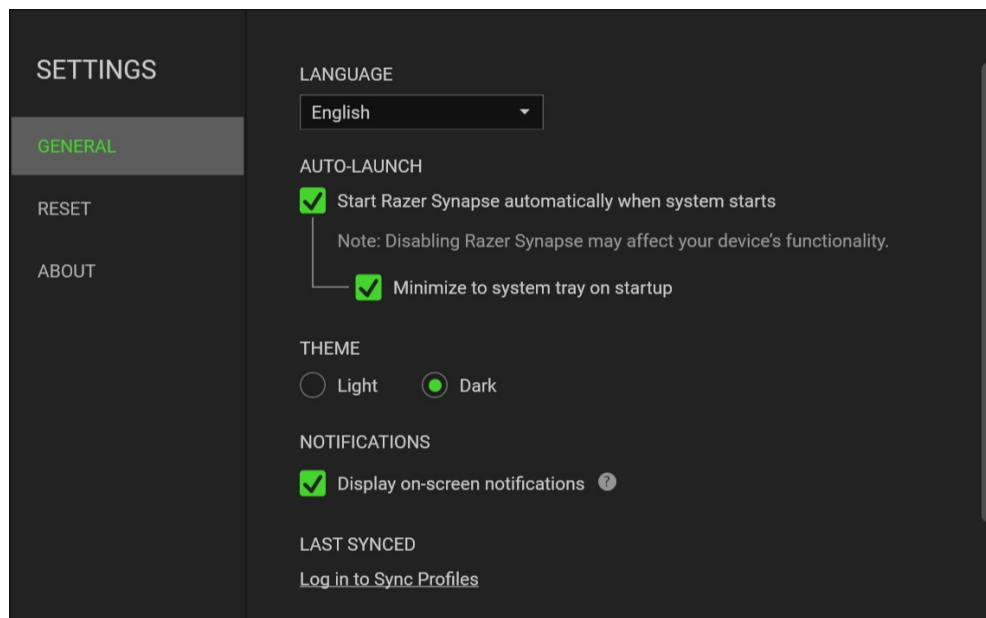 SETTINGS
GENERAL
RESET
ABOUT
LANGUAGE
English
AUTO-LAUNCH
Start Razer Synapse automatically when system starts
Note: Disabling Razer Synapse may affect your device’s functionality.
Minimize to system tray on startup
THEME
Light Dark
NOTIFICATIONS
Display on-screen notifications ?
LAST SYNCED
Log in to Sync Profiles